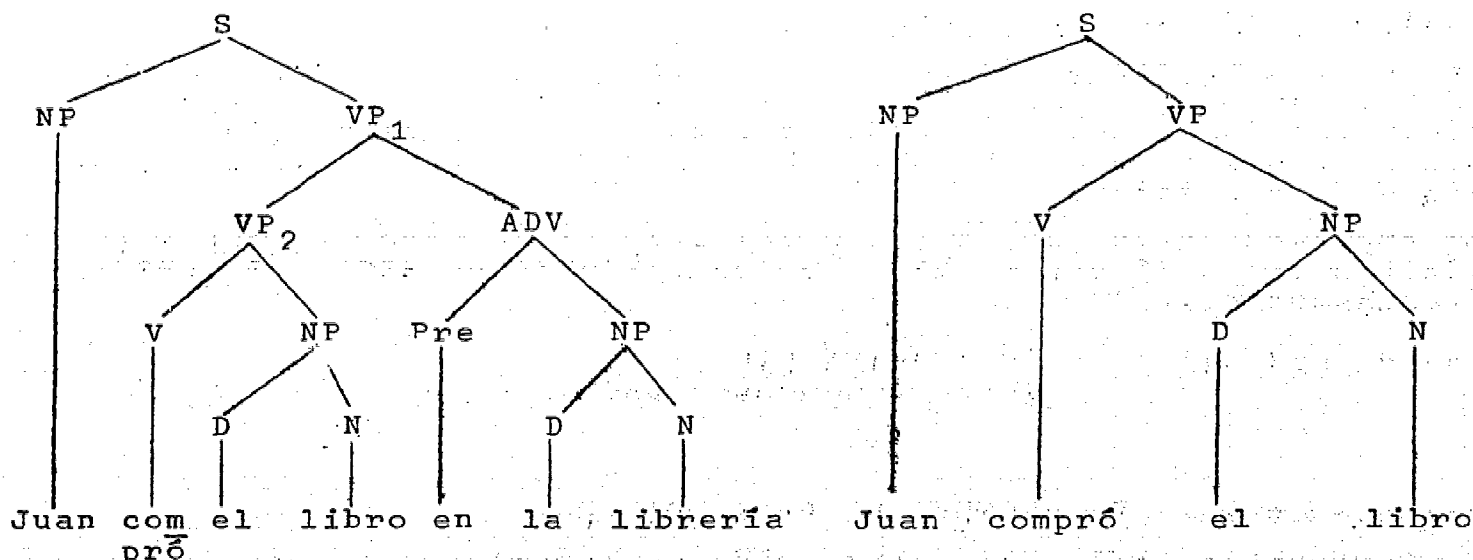 S S
NP VP1 NP VP
VP2 ADV V NP
V NP Pre NP D N
D N D N
Juan com el libro en la librería Juan compró el libro
pró